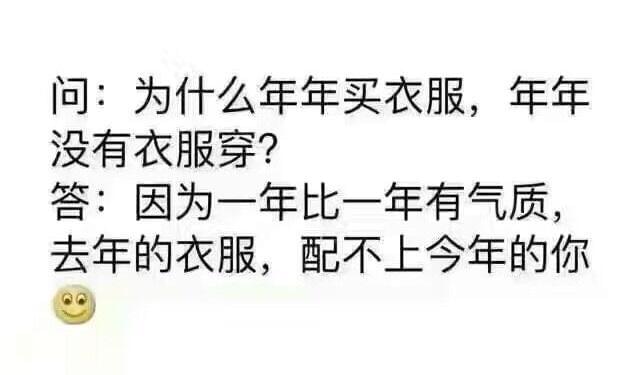 问：为什么年年买衣服，年年
没有衣服穿？
答：因为一年比一年有气质，
去年的衣服，配不上今年的你